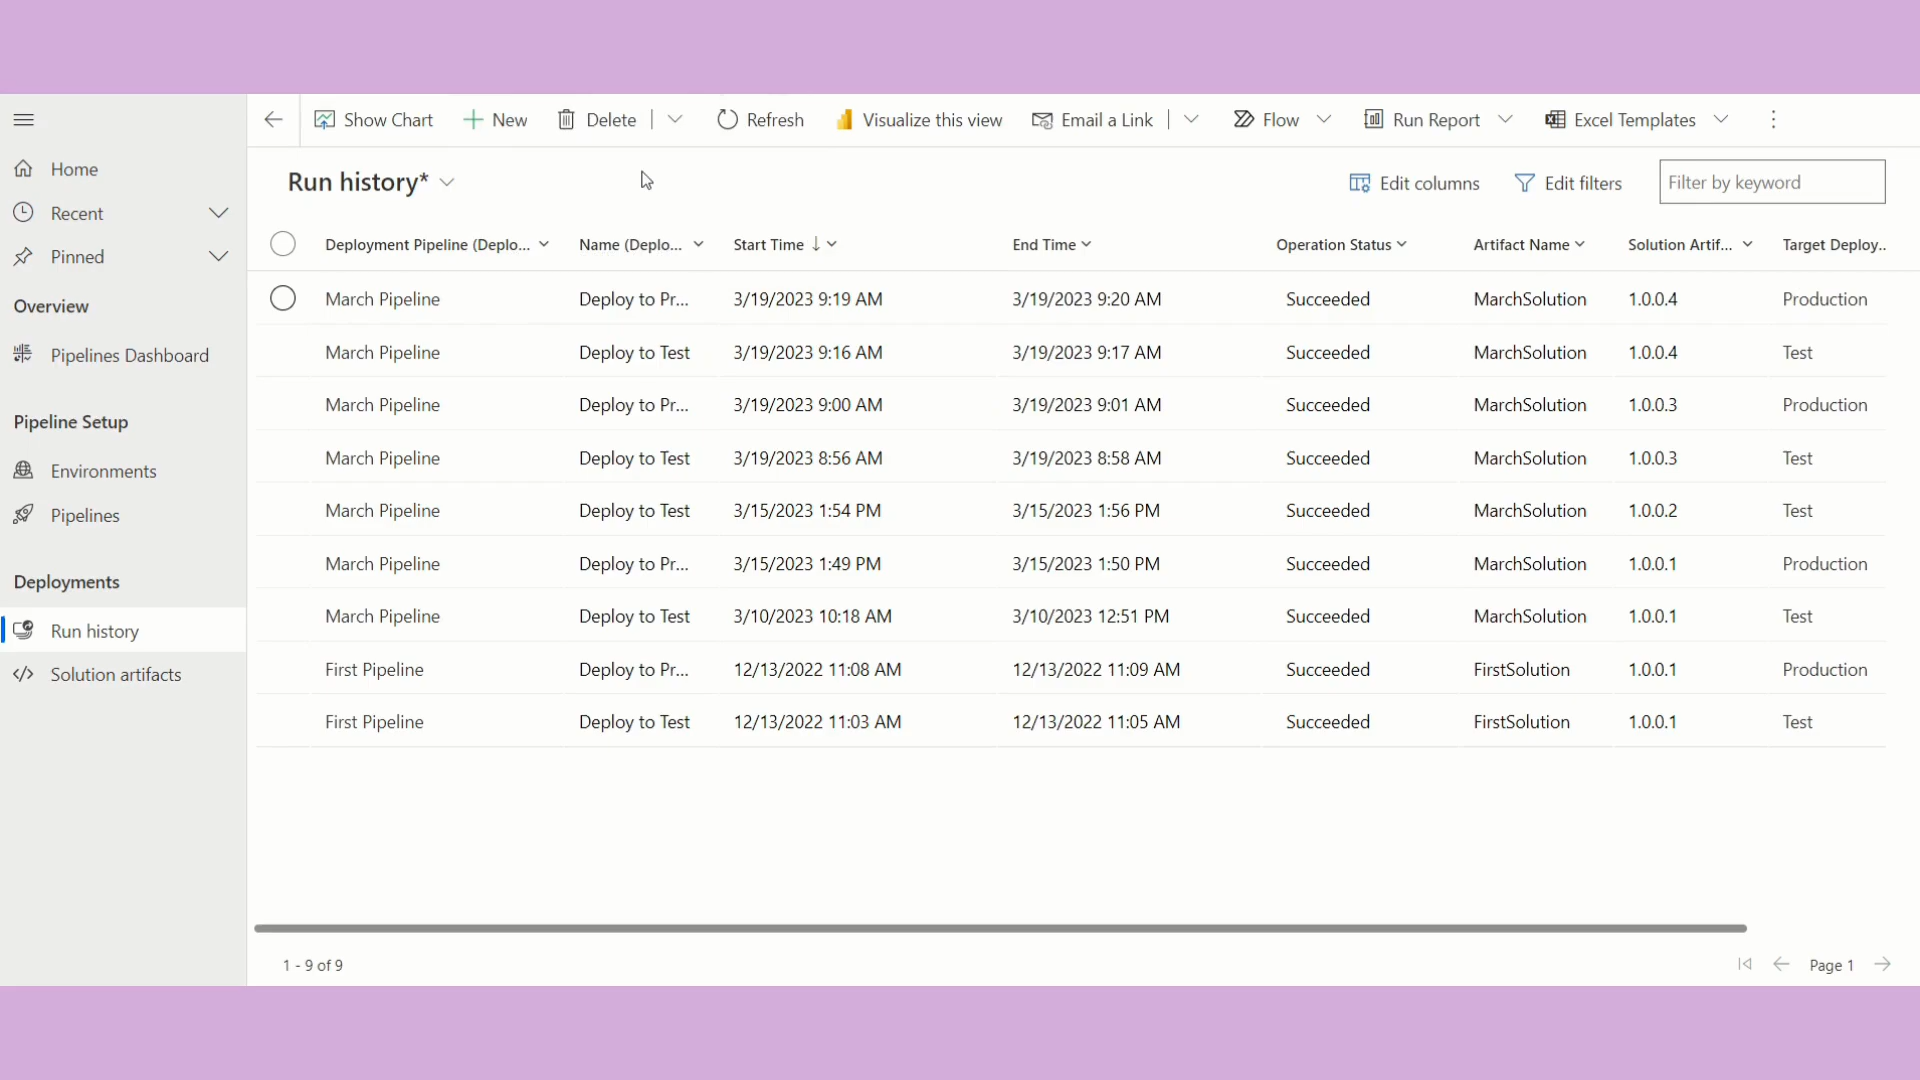 Show Chart New Delete Refresh Visualize this view Email a Link Flow Run Report Excel Templates
Home
Recent
Pinned
Overview
Pipelines Dashboard
Pipeline Setup
Environments
Pipelines
Deployments
Run history
Solution artifacts
Run history* Edit columns Edit filters Filter by keyword
Deployment Pipeline (Deplo... Name (Deplo... Start Time ↓ End Time Operation Status Artifact Name Solution Artif... Target Deploy..
March Pipeline Deploy to Pr... 3/19/2023 9:19 AM 3/19/2023 9:20 AM Succeeded MarchSolution 1.0.0.4 Production
March Pipeline Deploy to Test 3/19/2023 9:16 AM 3/19/2023 9:17 AM Succeeded MarchSolution 1.0.0.4 Test
March Pipeline Deploy to Pr... 3/19/2023 9:00 AM 3/19/2023 9:01 AM Succeeded MarchSolution 1.0.0.3 Production
March Pipeline Deploy to Test 3/19/2023 8:56 AM 3/19/2023 8:58 AM Succeeded MarchSolution 1.0.0.3 Test
March Pipeline Deploy to Test 3/15/2023 1:54 PM 3/15/2023 1:56 PM Succeeded MarchSolution 1.0.0.2 Test
March Pipeline Deploy to Pr... 3/15/2023 1:49 PM 3/15/2023 1:50 PM Succeeded MarchSolution 1.0.0.1 Production
March Pipeline Deploy to Test 3/10/2023 10:18 AM 3/10/2023 12:51 PM Succeeded MarchSolution 1.0.0.1 Test
First Pipeline Deploy to Pr... 12/13/2022 11:08 AM 12/13/2022 11:09 AM Succeeded FirstSolution 1.0.0.1 Production
First Pipeline Deploy to Test 12/13/2022 11:03 AM 12/13/2022 11:05 AM Succeeded FirstSolution 1.0.0.1 Test
1 - 9 of 9 Page 1